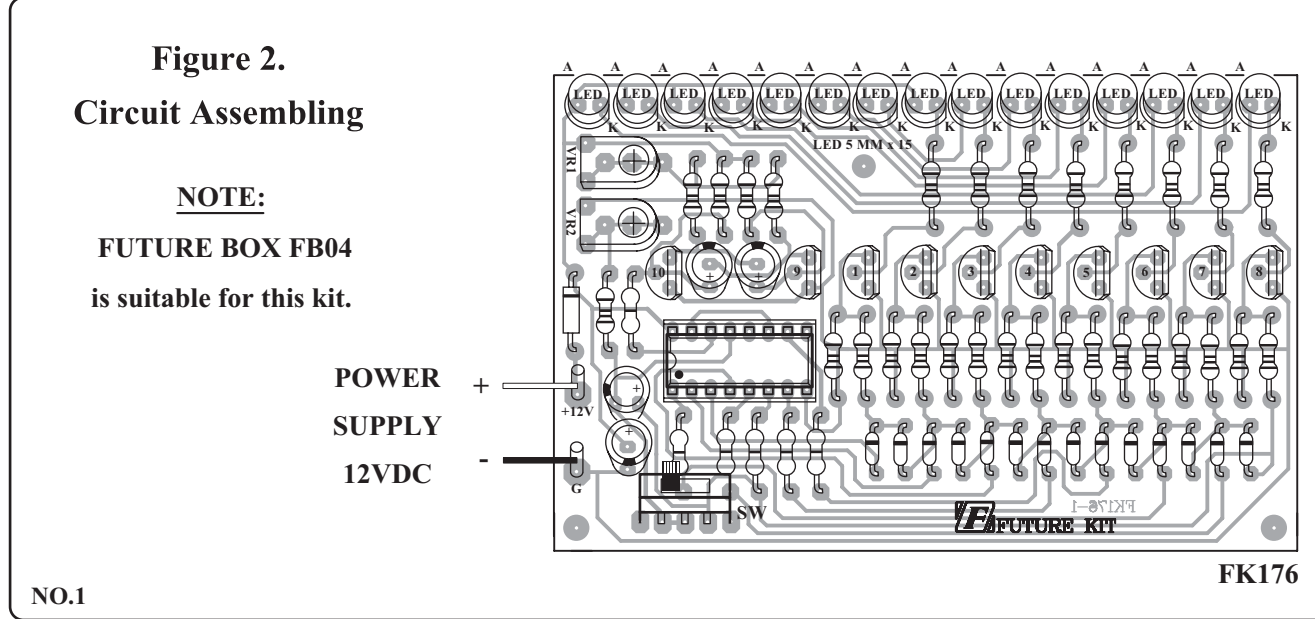 Figure 2.
Circuit Assembling
NOTE:
FUTURE BOX FB04
is suitable for this kit.
POWER +
SUPPLY
12VDC -
A A A A A A A A A A A A A A A
LED LED LED LED LED LED LED LED LED LED LED LED LED LED LED
K K K K K K K K K K K K K K K
LED 5 MM x 15
VR1
VR2
10 9 1 2 3 4 5 6 7 8
+ +
+12V
+
+
G
SW
FK176-1
F FUTURE KIT
FK176
NO.1